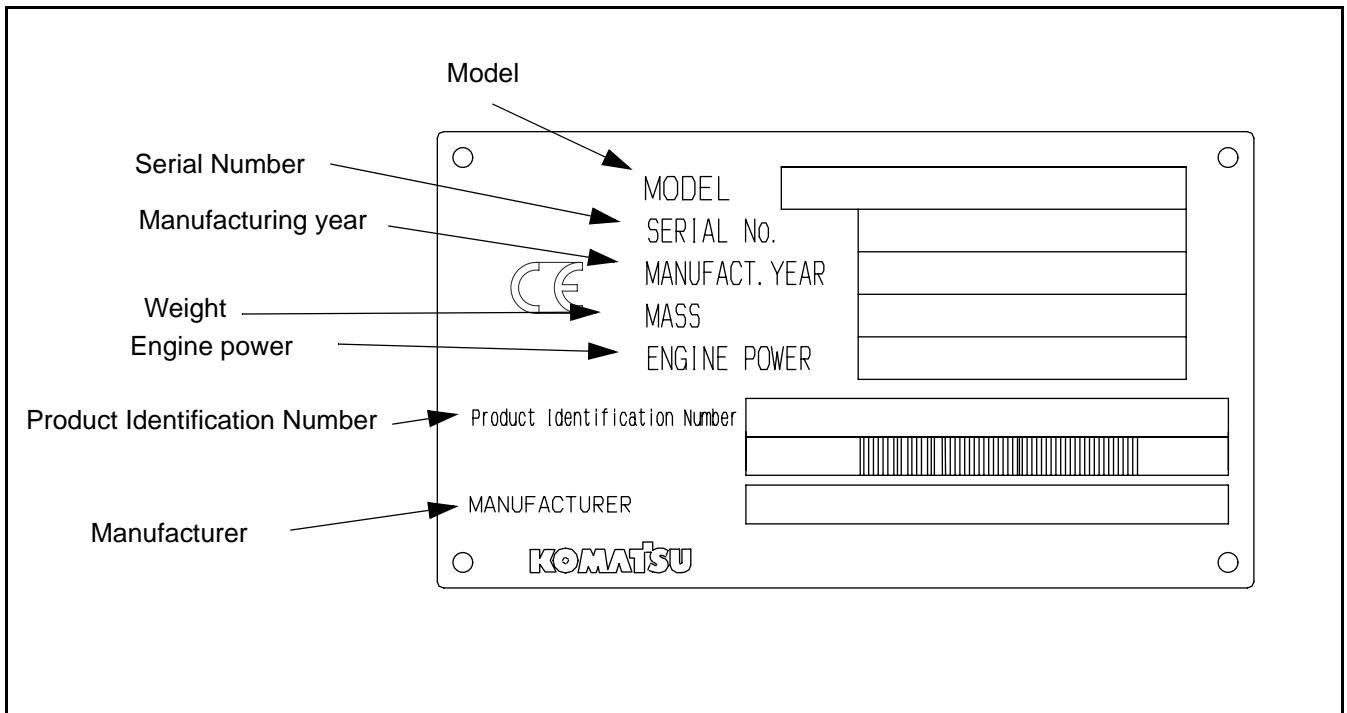 Model
Serial Number
MODEL
Manufacturing year
SERIAL No.
MANUFACT. YEAR
CE
Weight
MASS
Engine power
ENGINE POWER
Product Identification Number
Product Identification Number
MANUFACTURER
Manufacturer
KOMATSU